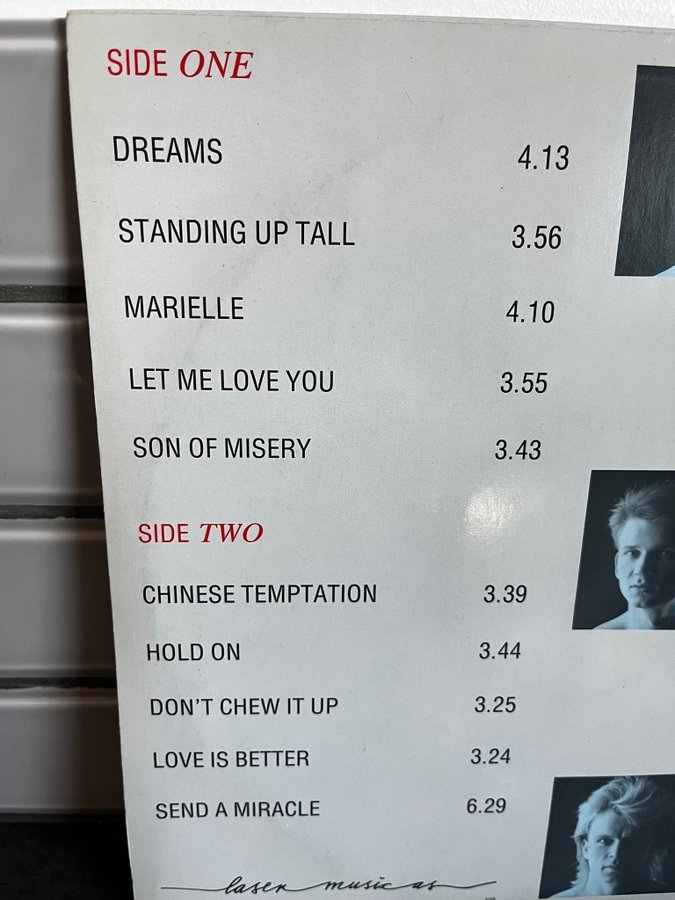 SIDE ONE
DREAMS 4.13
STANDING UP TALL 3.56
MARIELLE 4.10
LET ME LOVE YOU 3.55
SON OF MISERY 3.43
SIDE TWO
CHINESE TEMPTATION 3.39
HOLD ON 3.44
DON'T CHEW IT UP 3.25
LOVE IS BETTER 3.24
SEND A MIRACLE 6.29
laser music as